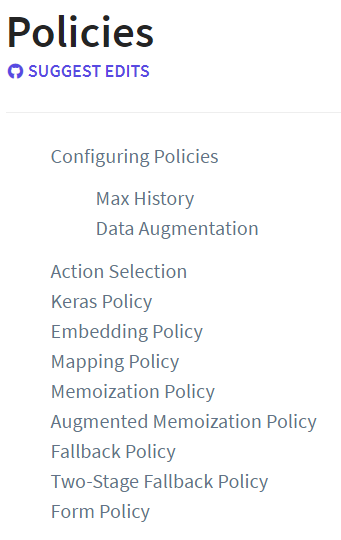 Policies
SUGGEST EDITS
Configuring Policies
Max History
Data Augmentation
Action Selection
Keras Policy
Embedding Policy
Mapping Policy
Memoization Policy
Augmented Memoization Policy
Fallback Policy
Two-Stage Fallback Policy
Form Policy